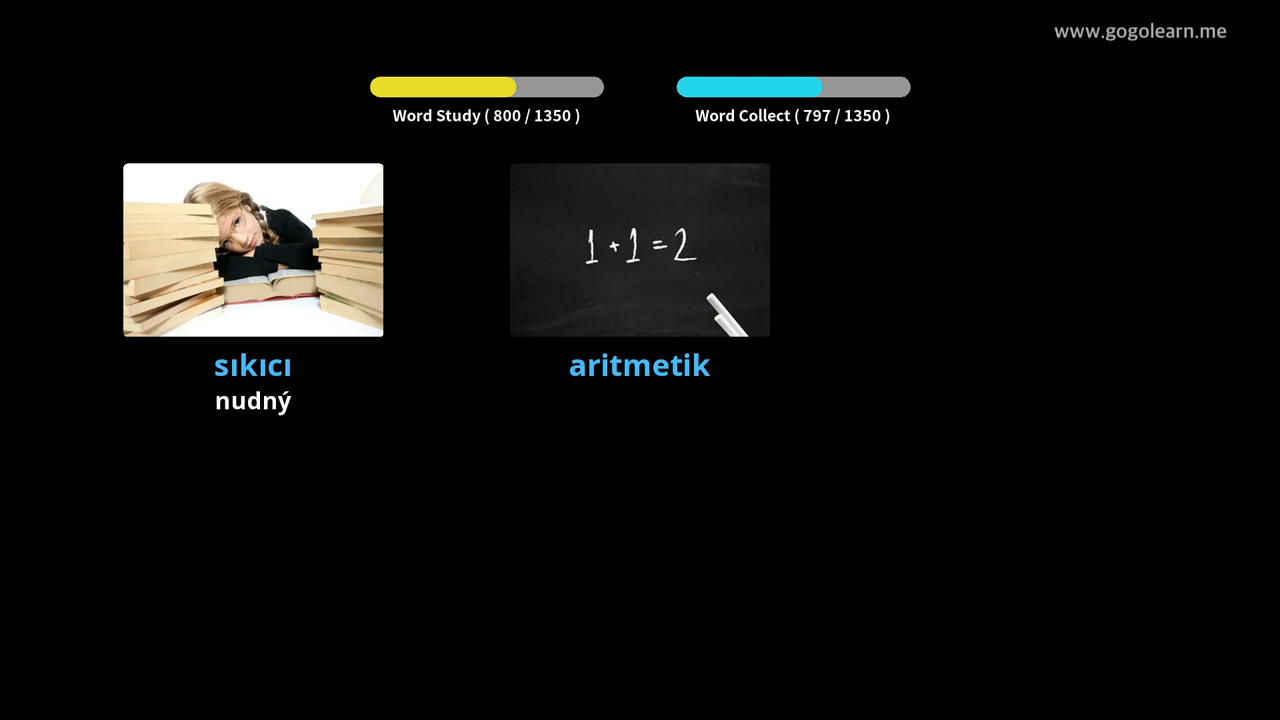 www.gogolearn.me
Word Study ( 800 / 1350 )
Word Collect ( 797 / 1350 )
1 + 1 = 2
sıkıcı
aritmetik
nudný